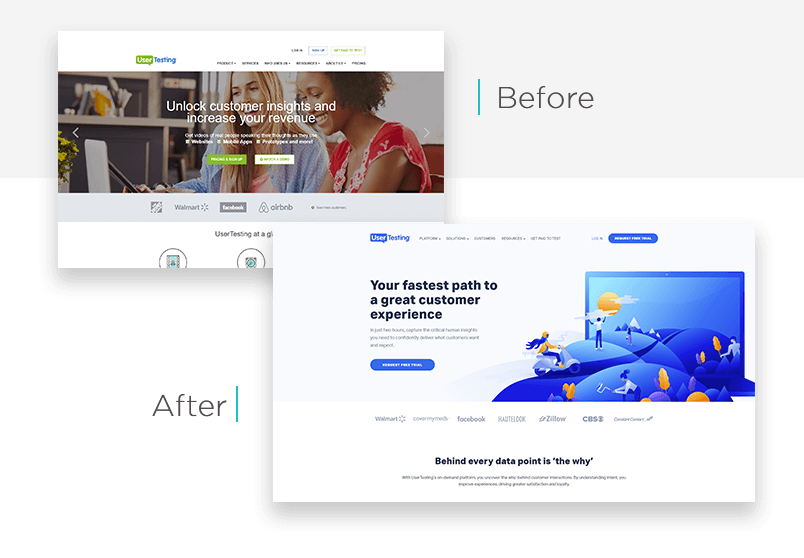 LOG IN SIGN UP GET PAID TO TEST
UserTesting
PRODUCT SERVICES WHO USES US RESOURCES ABOUT US PRICING
Before
Unlock customer insights and
increase your revenue
Get videos of real people speaking their thoughts as they use
Websites Mobile Apps Prototypes and more!
PRICING & SIGN UP WATCH A DEMO
Walmart facebook airbnb
UserTesting at a gla
UserTesting PLATFORM SOLUTIONS CUSTOMERS RESOURCES GET PAID TO TEST LOG IN REQUEST FREE TRIAL
Your fastest path to
a great customer
experience
In just two hours, capture the critical human insights
you need to confidently deliver what customers want
and expect.
REQUEST FREE TRIAL
After
Walmart covermymeds facebook HAUTELOOK Zillow CBS Constant Contact
Behind every data point is ‘the why’
With UserTesting's on-demand platform, you uncover the 'why' behind customer interactions. By understanding intent, you
improve experiences, driving greater satisfaction and loyalty.